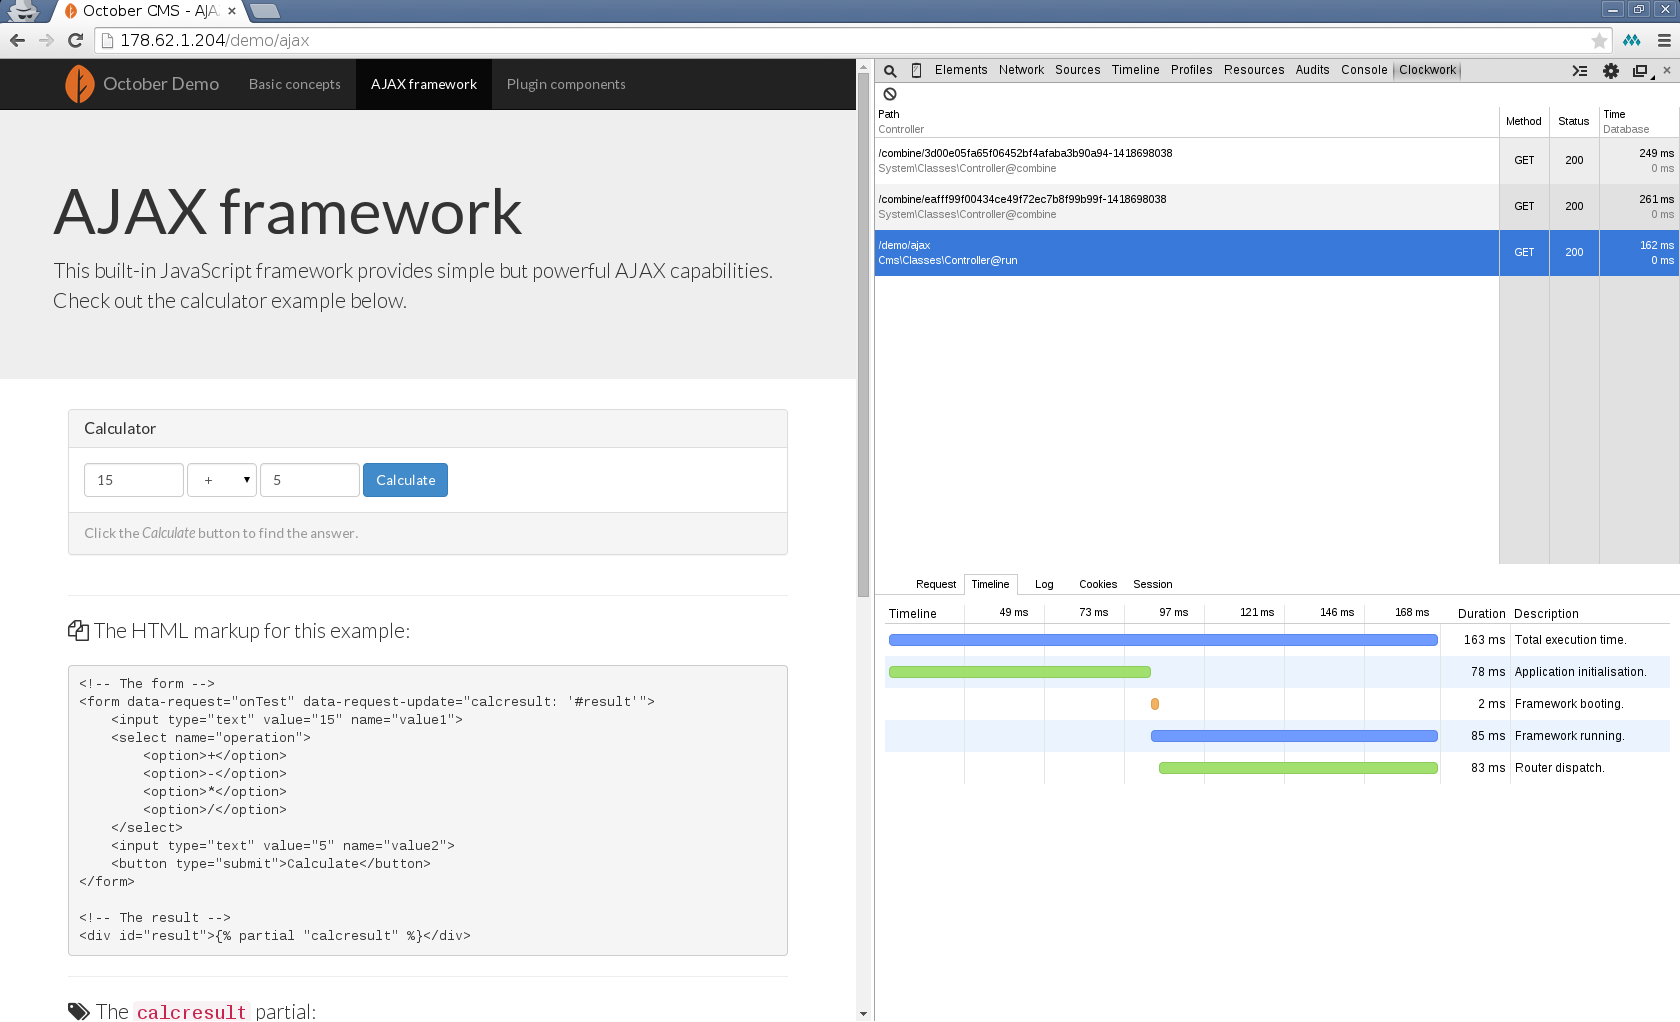 October CMS - AJA
178.62.1.204/demo/ajax
October Demo Basic concepts AJAX framework Plugin components
AJAX framework
This built-in JavaScript framework provides simple but powerful AJAX capabilities.
Check out the calculator example below.
Calculator
15 + 5 Calculate
Click the Calculate button to find the answer.
The HTML markup for this example:
<!-- The form -->
<form data-request="onTest" data-request-update="calcresult: '#result'">
    <input type="text" value="15" name="value1">
    <select name="operation">
        <option>+</option>
        <option>-</option>
        <option>*</option>
        <option>/</option>
    </select>
    <input type="text" value="5" name="value2">
    <button type="submit">Calculate</button>
</form>
<!-- The result -->
<div id="result">{% partial "calcresult" %}</div>
The calcresult partial:
Elements Network Sources Timeline Profiles Resources Audits Console Clockwork
Path Method Status Time
Controller Database
/combine/3d00e05fa65f06452bf4afaba3b90a94-1418698038 GET 200 249 ms
System\Classes\Controller@combine 0 ms
/combine/eafff99f00434ce49f72ec7b8f99b99f-1418698038 GET 200 261 ms
System\Classes\Controller@combine 0 ms
/demo/ajax GET 200 162 ms
Cms\Classes\Controller@run 0 ms
Request Timeline Log Cookies Session
Timeline 49 ms 73 ms 97 ms 121 ms 146 ms 168 ms Duration Description
163 ms Total execution time.
78 ms Application initialisation.
2 ms Framework booting.
85 ms Framework running.
83 ms Router dispatch.